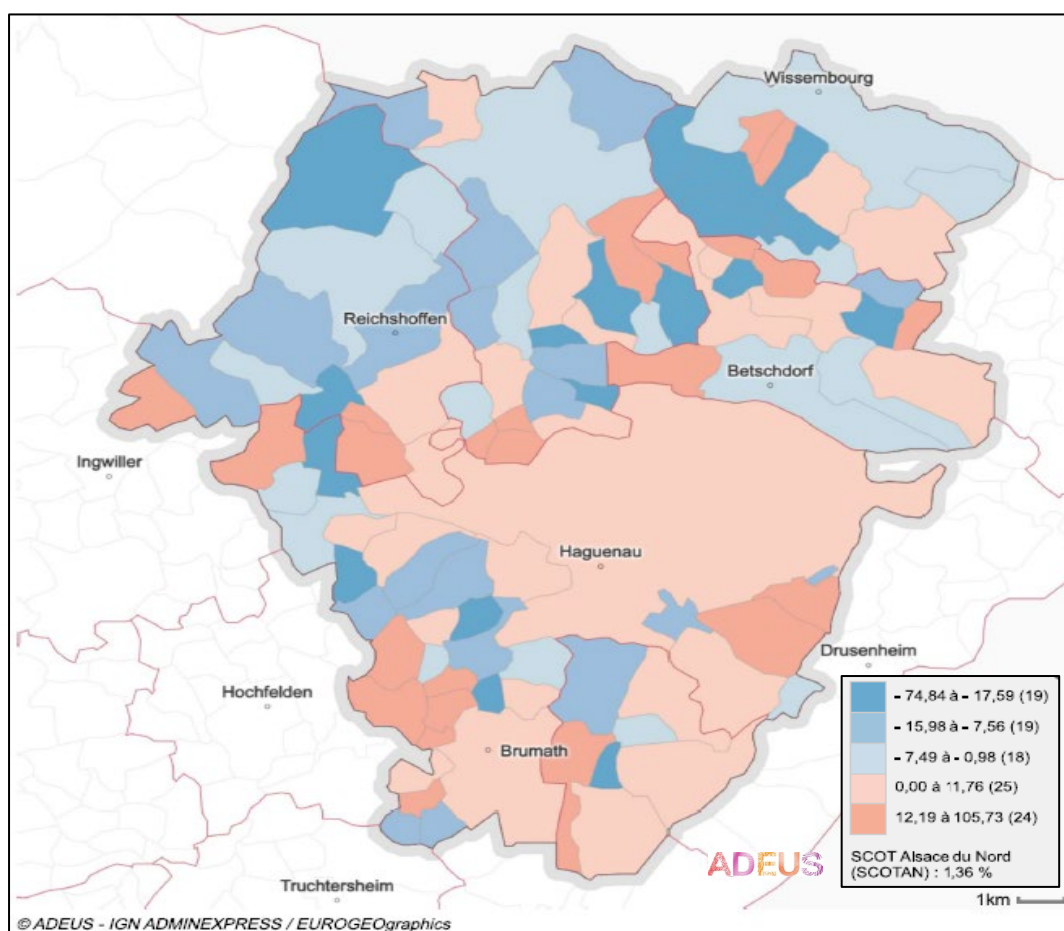 Wissembourg
Reichshoffen
Betschdorf
Ingwiller
Haguenau
Drusenheim
Hochfelden
Brumath
Truchtersheim
- 74,84 à - 17,59 (19)
- 15,98 à - 7,56 (19)
- 7,49 à - 0,98 (18)
0,00 à 11,76 (25)
12,19 à 105,73 (24)
SCOT Alsace du Nord
(SCOTAN) : 1,36 %
ADEUS
1km
© ADEUS - IGN ADMINEXPRESS / EUROGEOgraphics